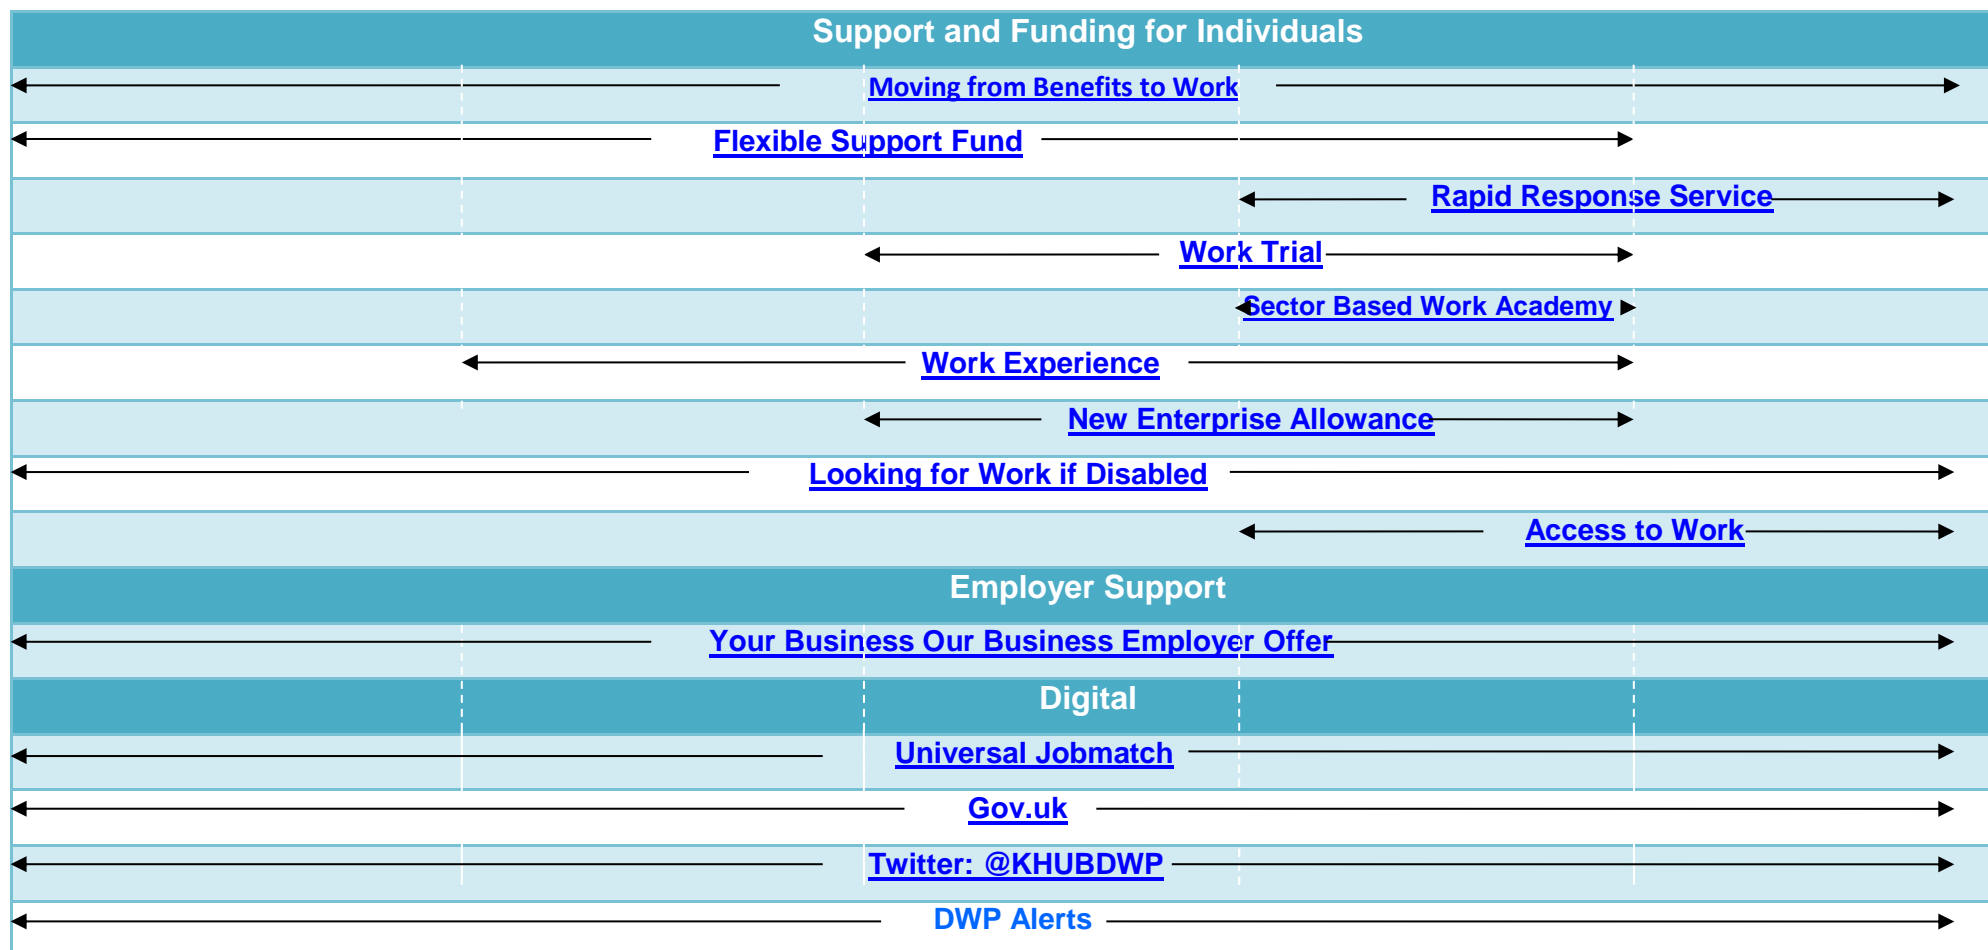 Support and Funding for Individuals
Moving from Benefits to Work
Flexible Support Fund
Rapid Response Service
Work Trial
Sector Based Work Academy
Work Experience
New Enterprise Allowance
Looking for Work if Disabled
Access to Work
Employer Support
Your Business Our Business Employer Offer
Digital
Universal Jobmatch
Gov.uk
Twitter: @KHUBDWP
DWP Alerts